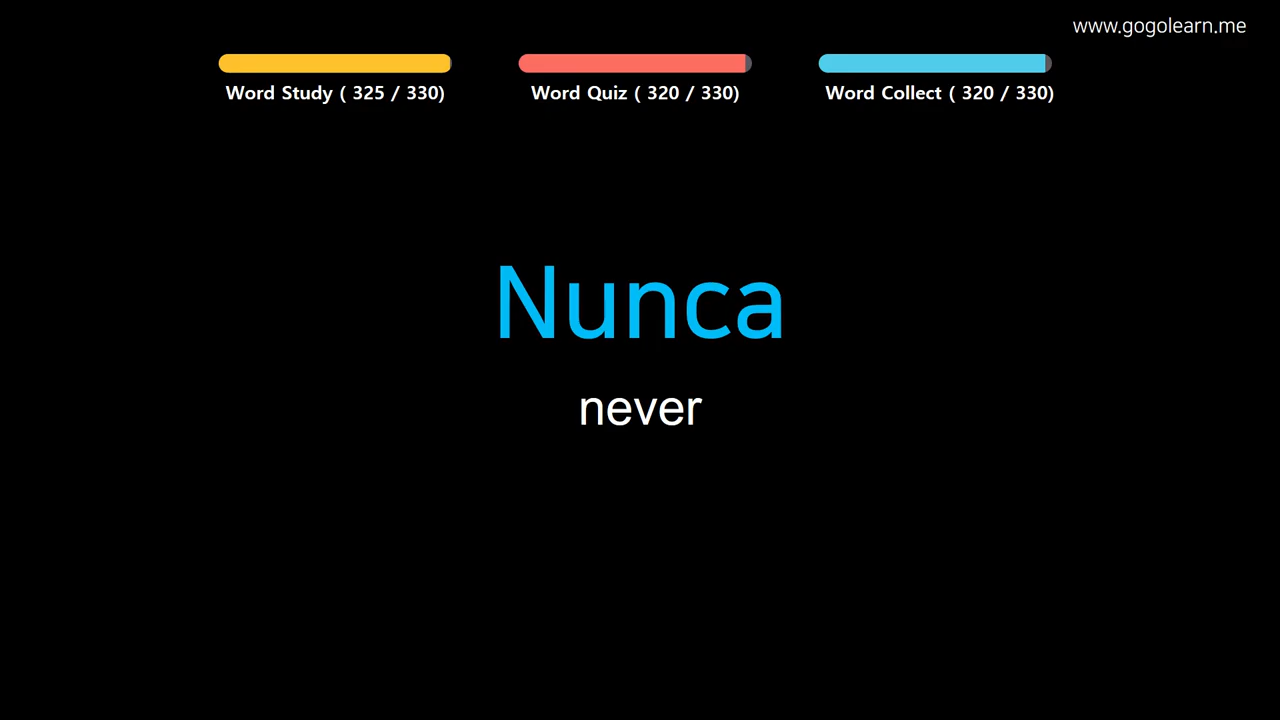 www.gogolearn.me
Word Study ( 325 / 330)
Word Quiz ( 320 / 330)
Word Collect ( 320 / 330)
Nunca
never